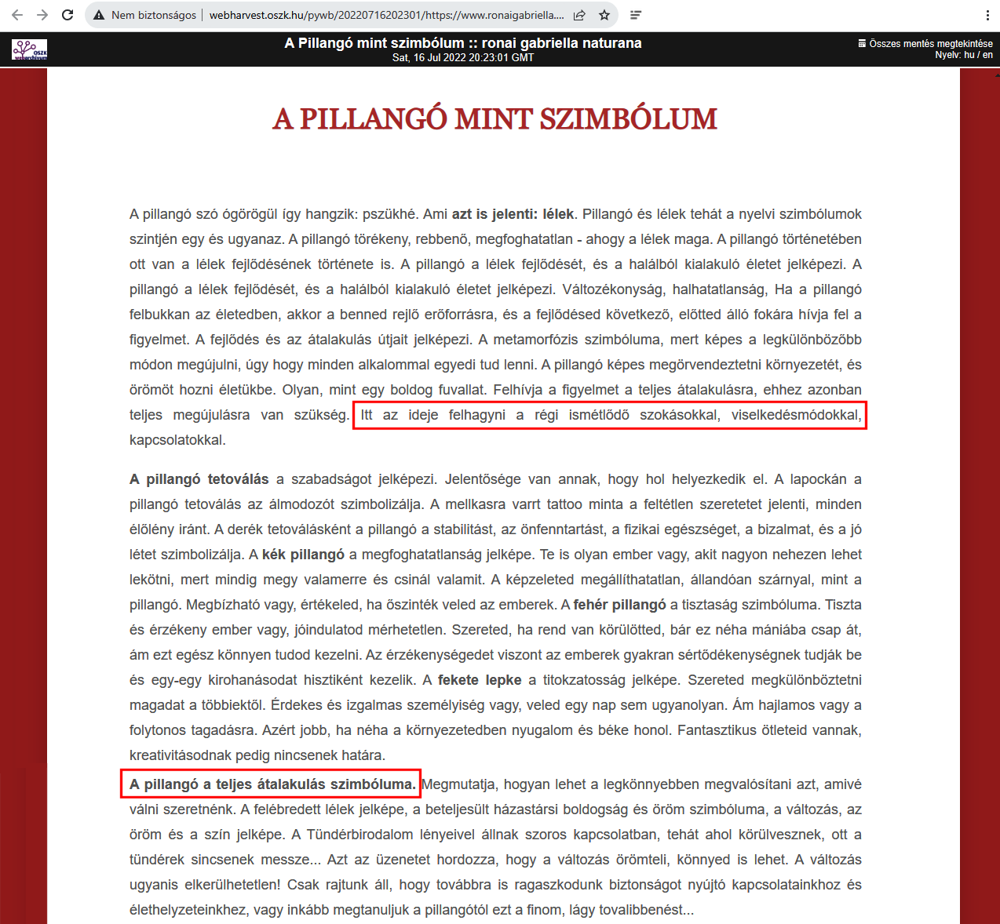 Nem biztonságos
webharvest.oszk.hu/pywb/20220716202301/https://www.ronaigabriella....
OSZK
webarchívum
A Pillangó mint szimbólum :: ronai gabriella naturana
Sat, 16 Jul 2022 20:23:01 GMT
Összes mentés megtekintése
Nyelv: hu / en
A PILLANGÓ MINT SZIMBÓLUM
A pillangó szó ógörögül így hangzik: pszükhé. Ami azt is jelenti: lélek. Pillangó és lélek tehát a nyelvi szimbólumok
szintjén egy és ugyanaz. A pillangó törékeny, rebbenő, megfoghatatlan - ahogy a lélek maga. A pillangó történetében
ott van a lélek fejlődésének története is. A pillangó a lélek fejlődését, és a halálból kialakuló életet jelképezi. A
pillangó a lélek fejlődését, és a halálból kialakuló életet jelképezi. Változékonyság, halhatatlanság, Ha a pillangó
felbukkan az életedben, akkor a benned rejlő erőforrásra, és a fejlődésed következő, előtted álló fokára hívja fel a
figyelmet. A fejlődés és az átalakulás útjait jelképezi. A metamorfózis szimbóluma, mert képes a legkülönbözőbb
módon megújulni, úgy hogy minden alkalommal egyedi tud lenni. A pillangó képes megörvendeztetni környezetét, és
örömöt hozni életükbe. Olyan, mint egy boldog fuvallat. Felhívja a figyelmet a teljes átalakulásra, ehhez azonban
teljes megújulásra van szükség. Itt az ideje felhagyni a régi ismétlődő szokásokkal, viselkedésmódokkal,
kapcsolatokkal.
A pillangó tetoválás a szabadságot jelképezi. Jelentősége van annak, hogy hol helyezkedik el. A lapockán a
pillangó tetoválás az álmodozót szimbolizálja. A mellkasra varrt tattoo minta a feltétlen szeretetet jelenti, minden
élőlény iránt. A derék tetoválásként a pillangó a stabilitást, az önfenntartást, a fizikai egészséget, a bizalmat, és a jó
létet szimbolizálja. A kék pillangó a megfoghatatlanság jelképe. Te is olyan ember vagy, akit nagyon nehezen lehet
lekötni, mert mindig megy valamerre és csinál valamit. A képzeleted megállíthatatlan, állandóan szárnyal, mint a
pillangó. Megbízható vagy, értékeled, ha őszinték veled az emberek. A fehér pillangó a tisztaság szimbóluma. Tiszta
és érzékeny ember vagy, jóindulatod mérhetetlen. Szereted, ha rend van körülötted, bár ez néha mániába csap át,
ám ezt egész könnyen tudod kezelni. Az érzékenységedet viszont az emberek gyakran sértődékenységnek tudják be
és egy-egy kirohanásodat hisztiként kezelik. A fekete lepke a titokzatosság jelképe. Szereted megkülönböztetni
magadat a többiektől. Érdekes és izgalmas személyiség vagy, veled egy nap sem ugyanolyan. Ám hajlamos vagy a
folytonos tagadásra. Azért jobb, ha néha a környezetedben nyugalom és béke honol. Fantasztikus ötleteid vannak,
kreativitásodnak pedig nincsenek határa.
A pillangó a teljes átalakulás szimbóluma. Megmutatja, hogyan lehet a legkönnyebben megvalósítani azt, amivé
válni szeretnénk. A felébredett lélek jelképe, a beteljesült házastársi boldogság és öröm szimbóluma, a változás, az
öröm és a szín jelképe. A Tündérbirodalom lényeivel állnak szoros kapcsolatban, tehát ahol körülvesznek, ott a
tündérek sincsenek messze... Azt az üzenetet hordozza, hogy a változás örömteli, könnyed is lehet. A változás
ugyanis elkerülhetetlen! Csak rajtunk áll, hogy továbbra is ragaszkodunk biztonságot nyújtó kapcsolatainkhoz és
élethelyzeteinkhez, vagy inkább megtanuljuk a pillangótól ezt a finom, lágy tovalibbenést...